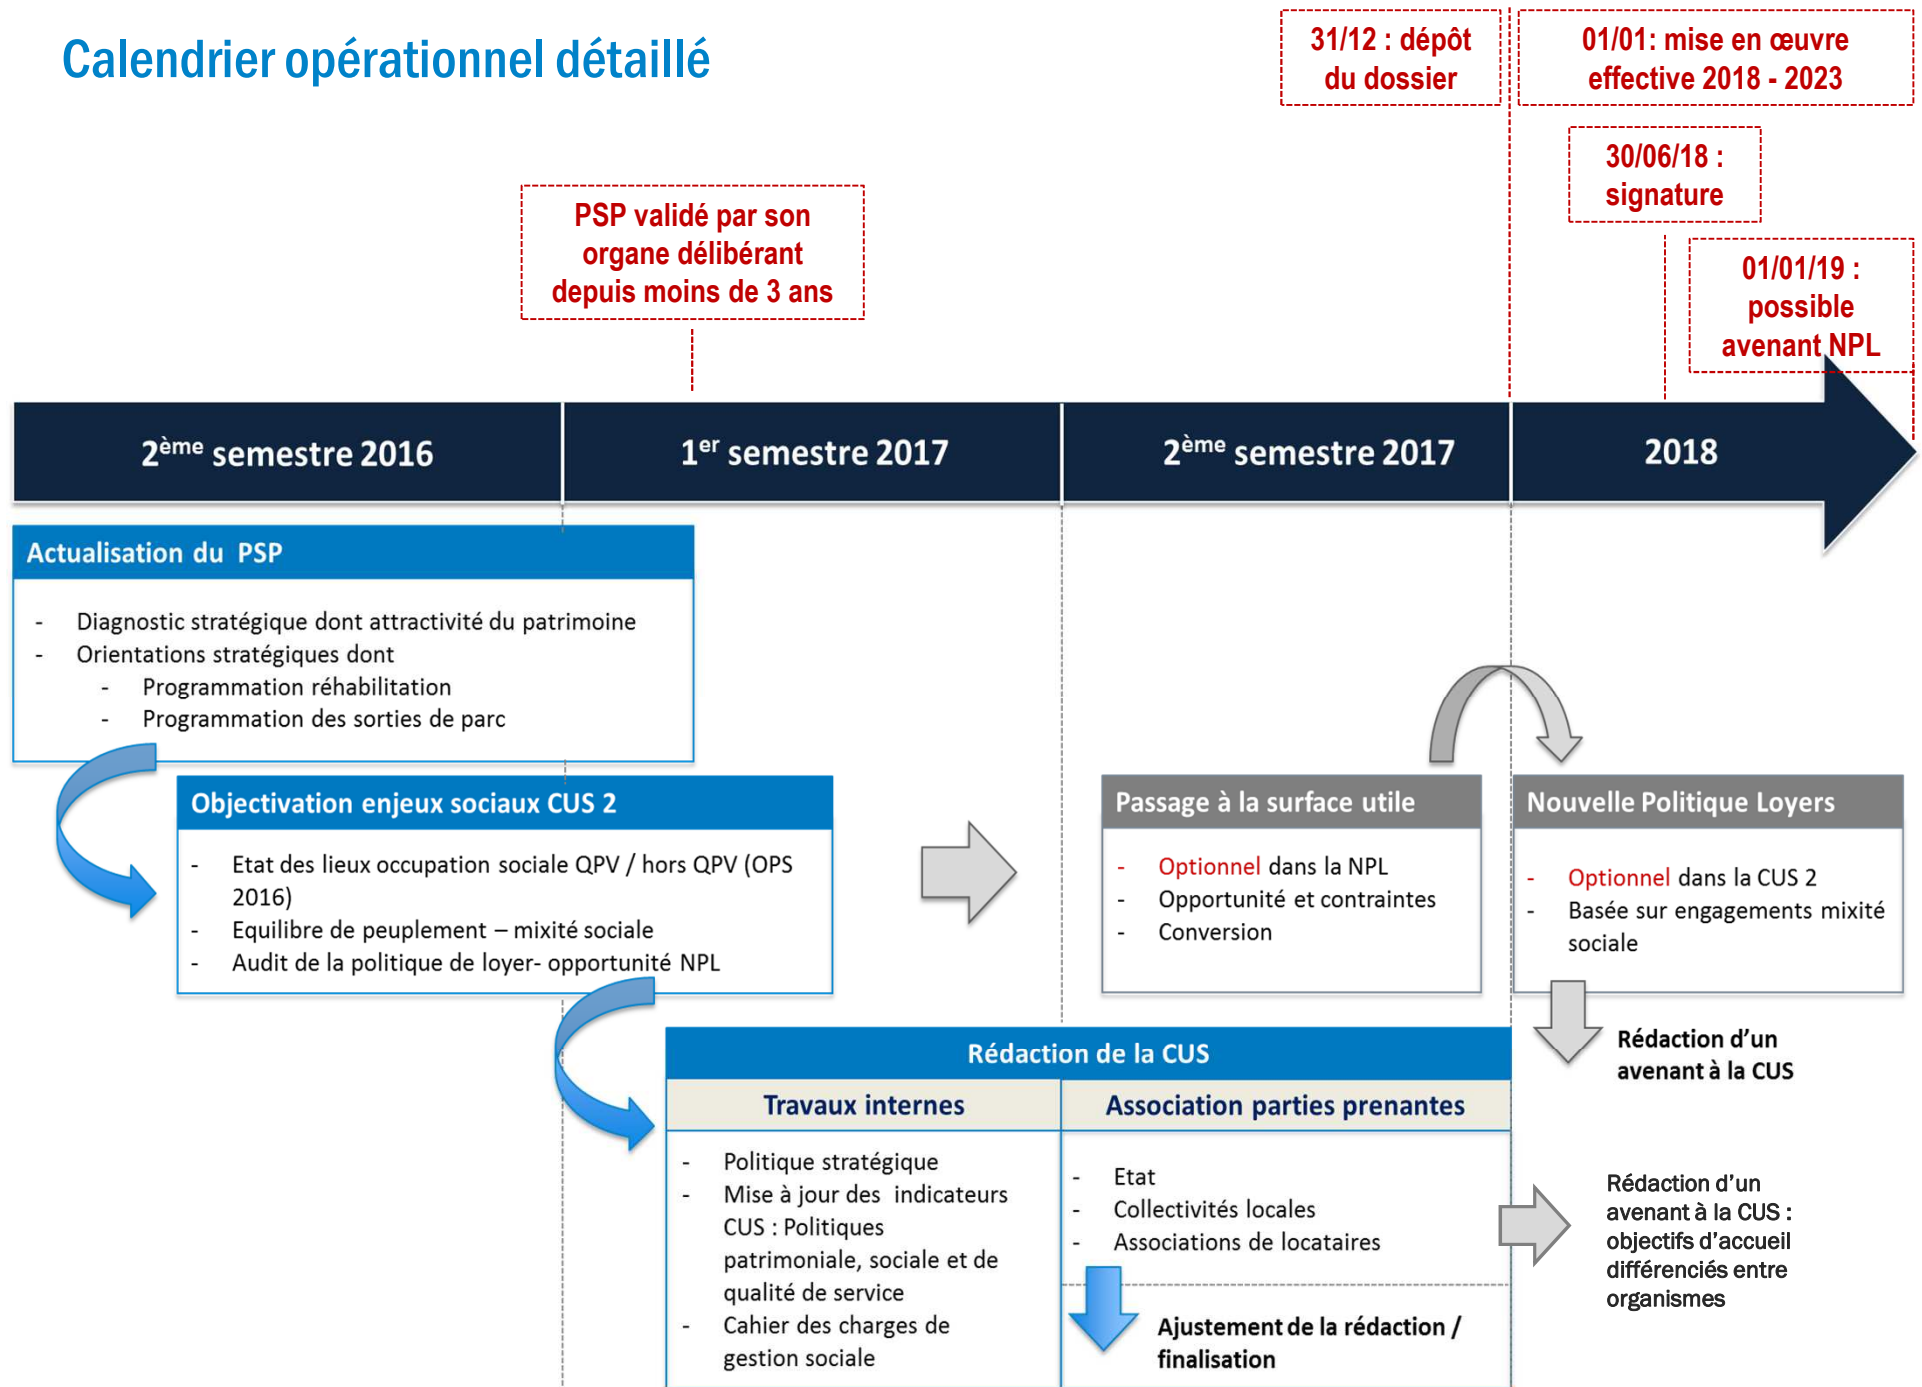 Calendrier opérationnel détaillé
31/12 : dépôt
du dossier
01/01: mise en œuvre
effective 2018 - 2023
30/06/18 :
signature
PSP validé par son
organe délibérant
depuis moins de 3 ans
01/01/19 :
possible
avenant NPL
2ème semestre 2016
1er semestre 2017
2ème semestre 2017
2018
Actualisation du PSP
- Diagnostic stratégique dont attractivité du patrimoine
- Orientations stratégiques dont
- Programmation réhabilitation
- Programmation des sorties de parc
Objectivation enjeux sociaux CUS 2
- Etat des lieux occupation sociale QPV / hors QPV (OPS
2016)
- Equilibre de peuplement – mixité sociale
- Audit de la politique de loyer- opportunité NPL
Passage à la surface utile
- Optionnel dans la NPL
- Opportunité et contraintes
- Conversion
Nouvelle Politique Loyers
- Optionnel dans la CUS 2
- Basée sur engagements mixité
sociale
Rédaction d'un
avenant à la CUS
Rédaction de la CUS
Travaux internes
- Politique stratégique
- Mise à jour des indicateurs
CUS : Politiques
patrimoniale, sociale et de
qualité de service
- Cahier des charges de
gestion sociale
Association parties prenantes
- Etat
- Collectivités locales
- Associations de locataires
Ajustement de la rédaction /
finalisation
Rédaction d'un
avenant à la CUS :
objectifs d'accueil
différenciés entre
organismes